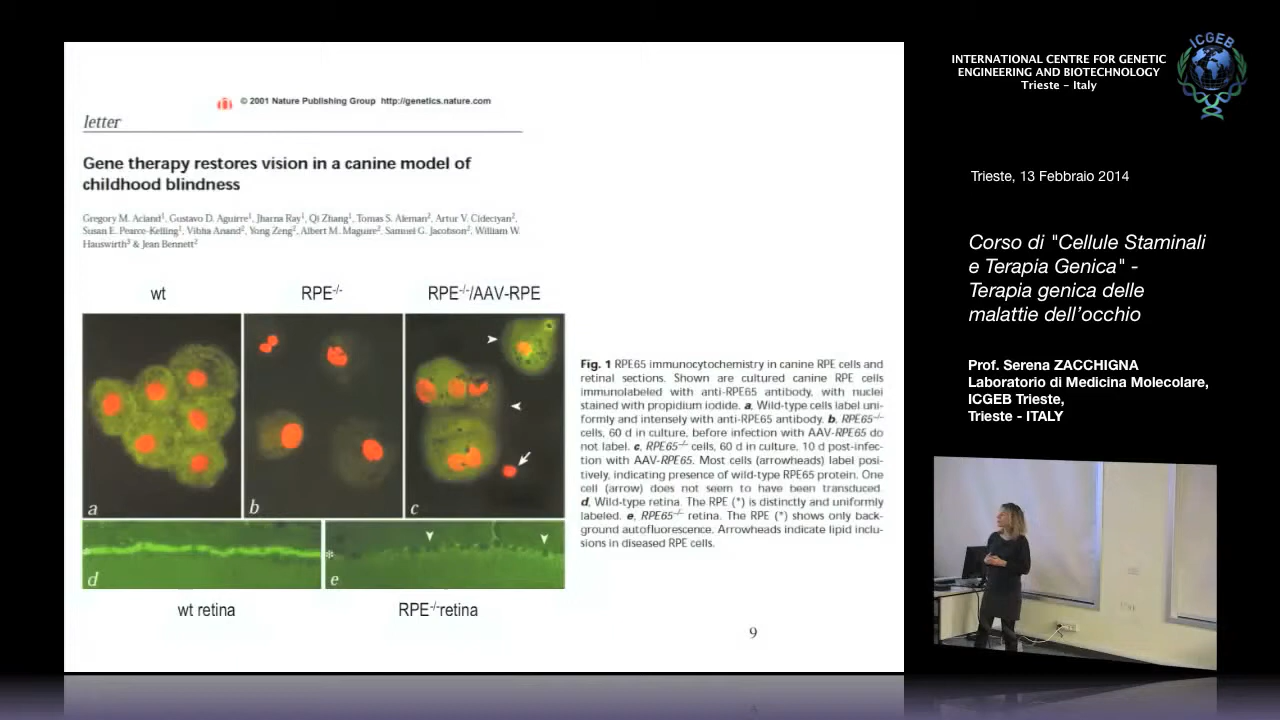 © 2001 Nature Publishing Group http://genetics.nature.com
letter
Gene therapy restores vision in a canine model of
childhood blindness
Gregory M. Acland¹, Gustavo D. Aguirre¹, Jharna Ray¹, Qi Zhang¹, Tomas S. Aleman², Artur V. Cideciyan²,
Susan E. Pearce-Kelling¹, Vibha Anand², Yong Zeng², Albert M. Maguire², Samuel G. Jacobson², William W.
Hauswirth³ & Jean Bennett²
wt
RPE-/-
RPE-/-/AAV-RPE
a
b
c
d
*
e
*
wt retina
RPE-/-retina
Fig. 1 RPE65 immunocytochemistry in canine RPE cells and
retinal sections. Shown are cultured canine RPE cells
immunolabeled with anti-RPE65 antibody, with nuclei
stained with propidium iodide. a, Wild-type cells label uni-
formly and intensely with anti-RPE65 antibody. b, RPE65-/-
cells, 60 d in culture, before infection with AAV-RPE65 do
not label. c, RPE65-/- cells, 60 d in culture, 10 d post-infec-
tion with AAV-RPE65. Most cells (arrowheads) label posi-
tively, indicating presence of wild-type RPE65 protein. One
cell (arrow) does not seem to have been transduced.
d, Wild-type retina. The RPE (*) is distinctly and uniformly
labeled. e, RPE65-/- retina. The RPE (*) shows only back-
ground autofluorescence. Arrowheads indicate lipid inclu-
sions in diseased RPE cells.
9
INTERNATIONAL CENTRE FOR GENETIC
ENGINEERING AND BIOTECHNOLOGY
Trieste - Italy
ICGEB
Trieste, 13 Febbraio 2014
Corso di "Cellule Staminali
e Terapia Genica" -
Terapia genica delle
malattie dell'occhio
Prof. Serena ZACCHIGNA
Laboratorio di Medicina Molecolare,
ICGEB Trieste,
Trieste - ITALY